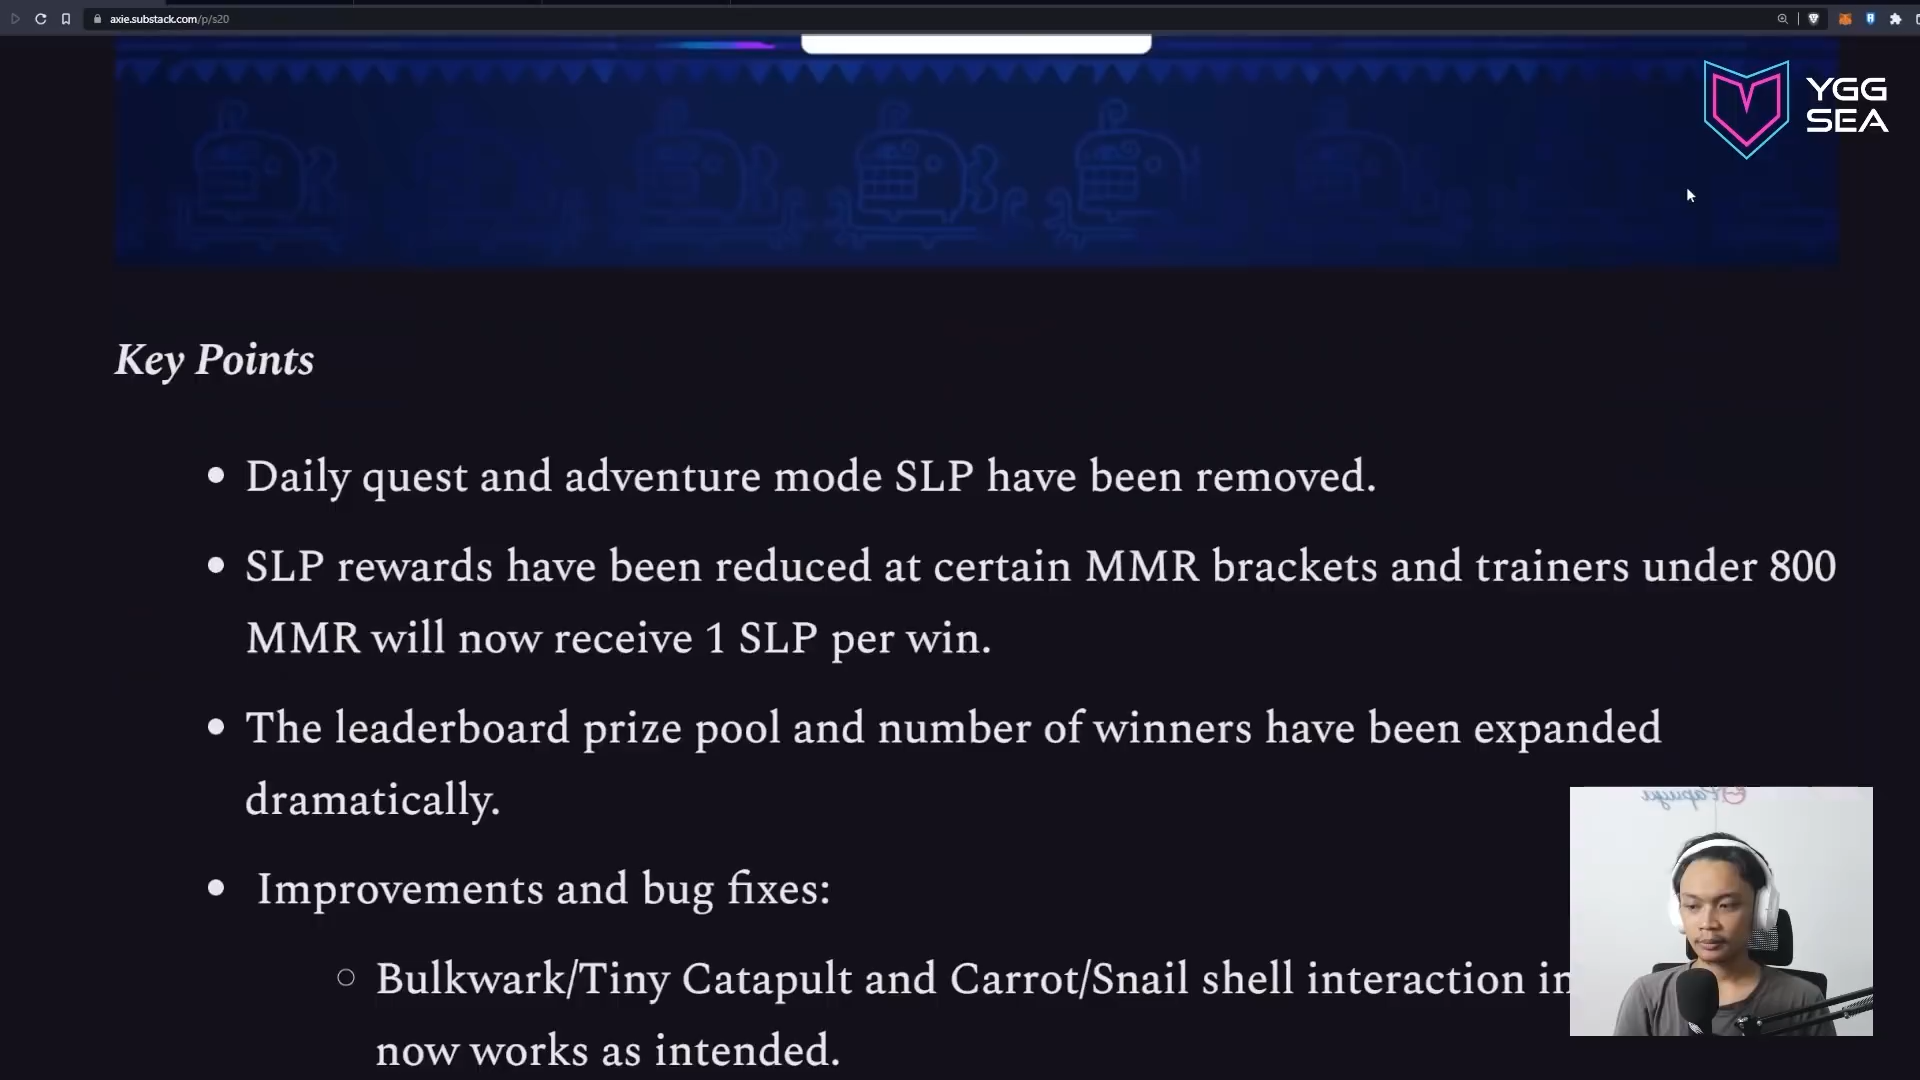 axie.substack.com/p/s20
YGG
SEA
Key Points
Daily quest and adventure mode SLP have been removed.
SLP rewards have been reduced at certain MMR brackets and trainers under 800
MMR will now receive 1 SLP per win.
The leaderboard prize pool and number of winners have been expanded
dramatically.
Improvements and bug fixes:
Bulkwark/Tiny Catapult and Carrot/Snail shell interaction in
now works as intended.